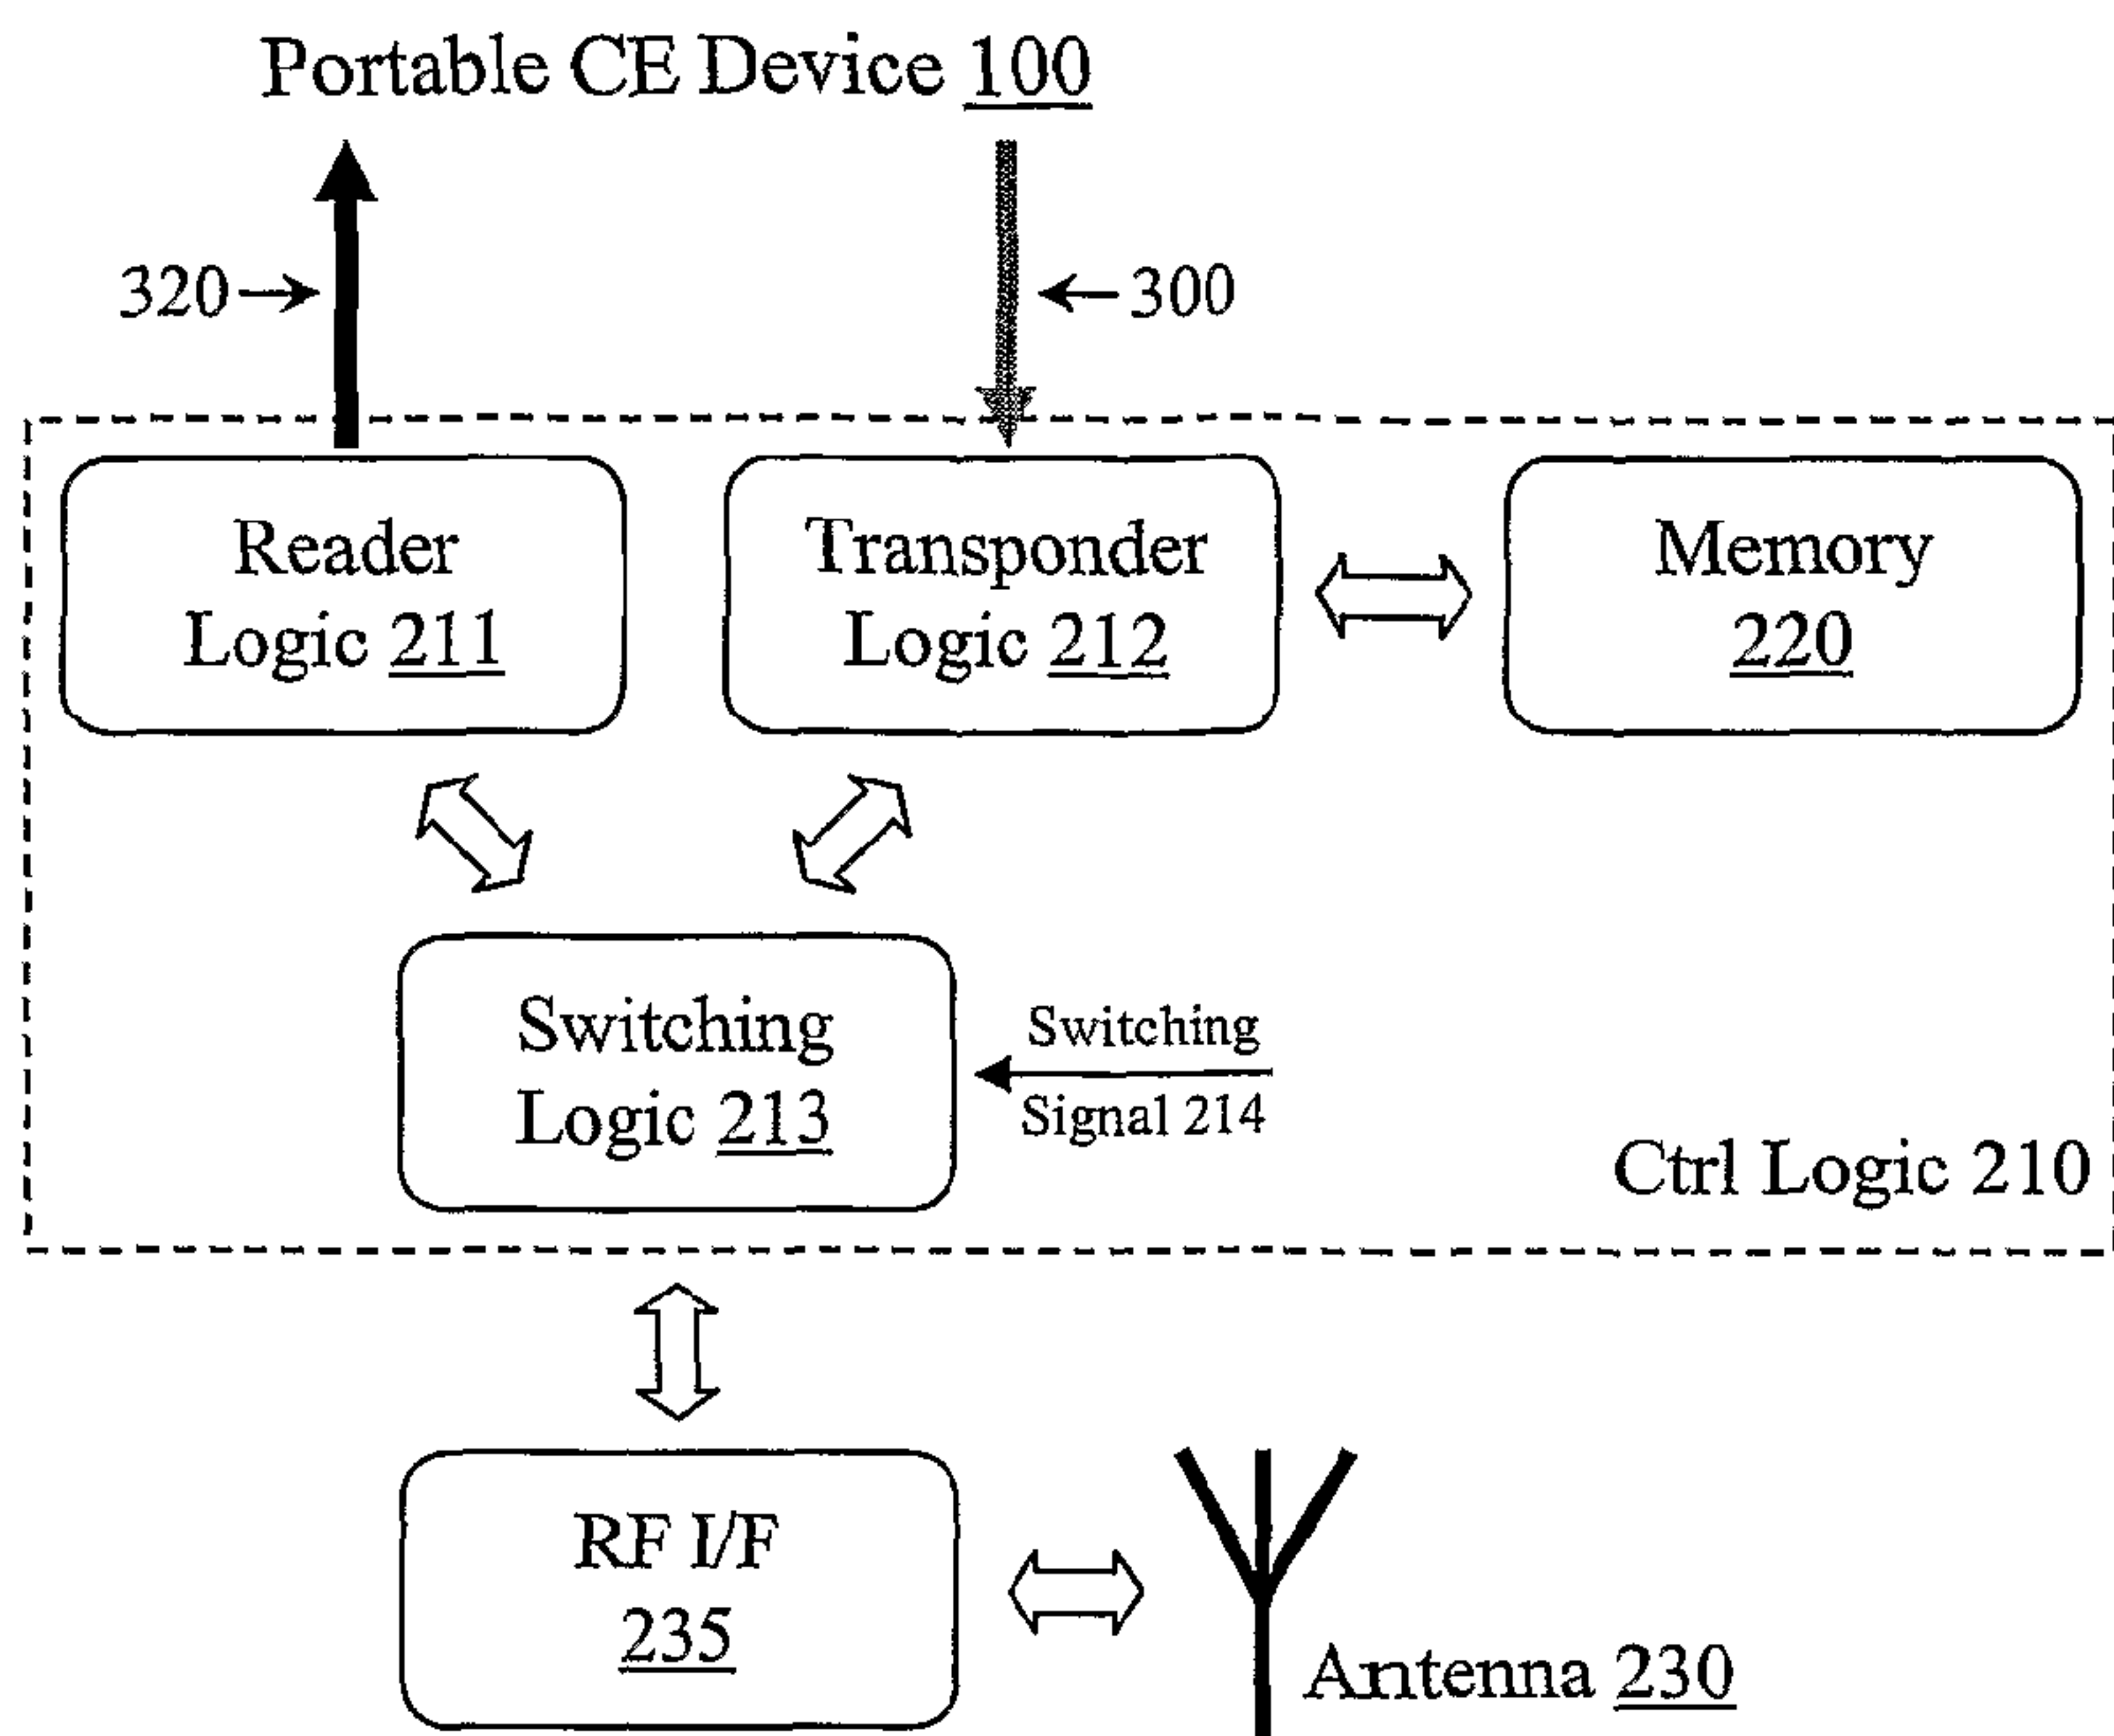 Portable CE Device 100
320
300
Reader
Logic 211
Transponder
Logic 212
Memory
220
Switching
Logic 213
Switching
Signal 214
Ctrl Logic 210
RF I/F
235
Antenna 230